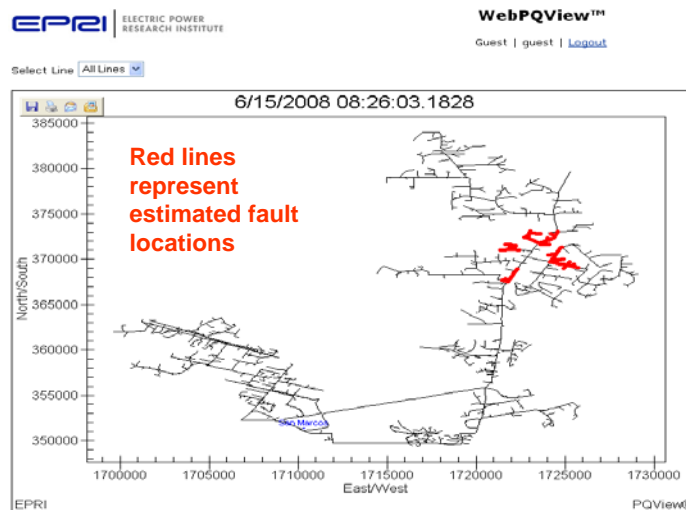 EPRI ELECTRIC POWER
RESEARCH INSTITUTE
WebPQView™
Guest | guest | Logout
Select Line All Lines
6/15/2008 08:26:03.1828
Red lines
represent
estimated fault
locations
North/South
385000
380000
375000
370000
365000
360000
355000
350000
San Marcos
1700000 1705000 1710000 1715000 1720000 1725000 1730000
East/West
EPRI
PQView